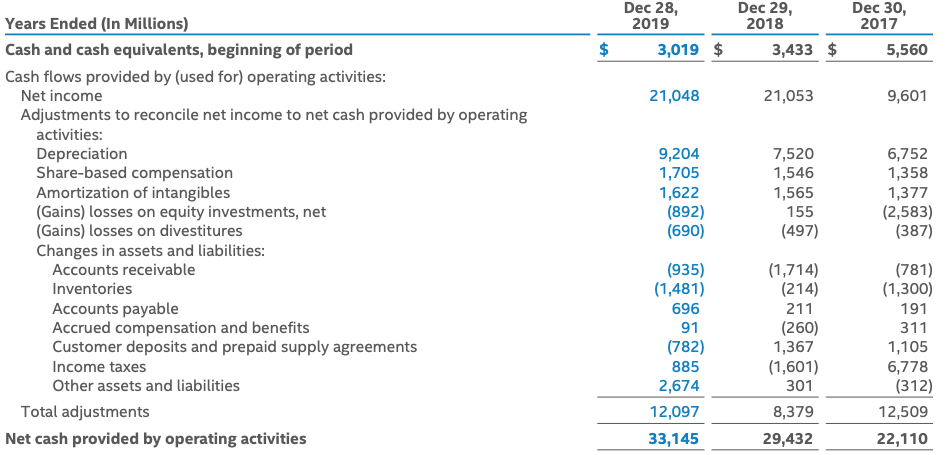 Dec 28, Dec 29, Dec 30,
Years Ended (In Millions) 2019 2018 2017
Cash and cash equivalents, beginning of period $ 3,019 $ 3,433 $ 5,560
Cash flows provided by (used for) operating activities:
Net income 21,048 21,053 9,601
Adjustments to reconcile net income to net cash provided by operating
activities:
Depreciation 9,204 7,520 6,752
Share-based compensation 1,705 1,546 1,358
Amortization of intangibles 1,622 1,565 1,377
(Gains) losses on equity investments, net (892) 155 (2,583)
(Gains) losses on divestitures (690) (497) (387)
Changes in assets and liabilities:
Accounts receivable (935) (1,714) (781)
Inventories (1,481) (214) (1,300)
Accounts payable 696 211 191
Accrued compensation and benefits 91 (260) 311
Customer deposits and prepaid supply agreements (782) 1,367 1,105
Income taxes 885 (1,601) 6,778
Other assets and liabilities 2,674 301 (312)
Total adjustments 12,097 8,379 12,509
Net cash provided by operating activities 33,145 29,432 22,110